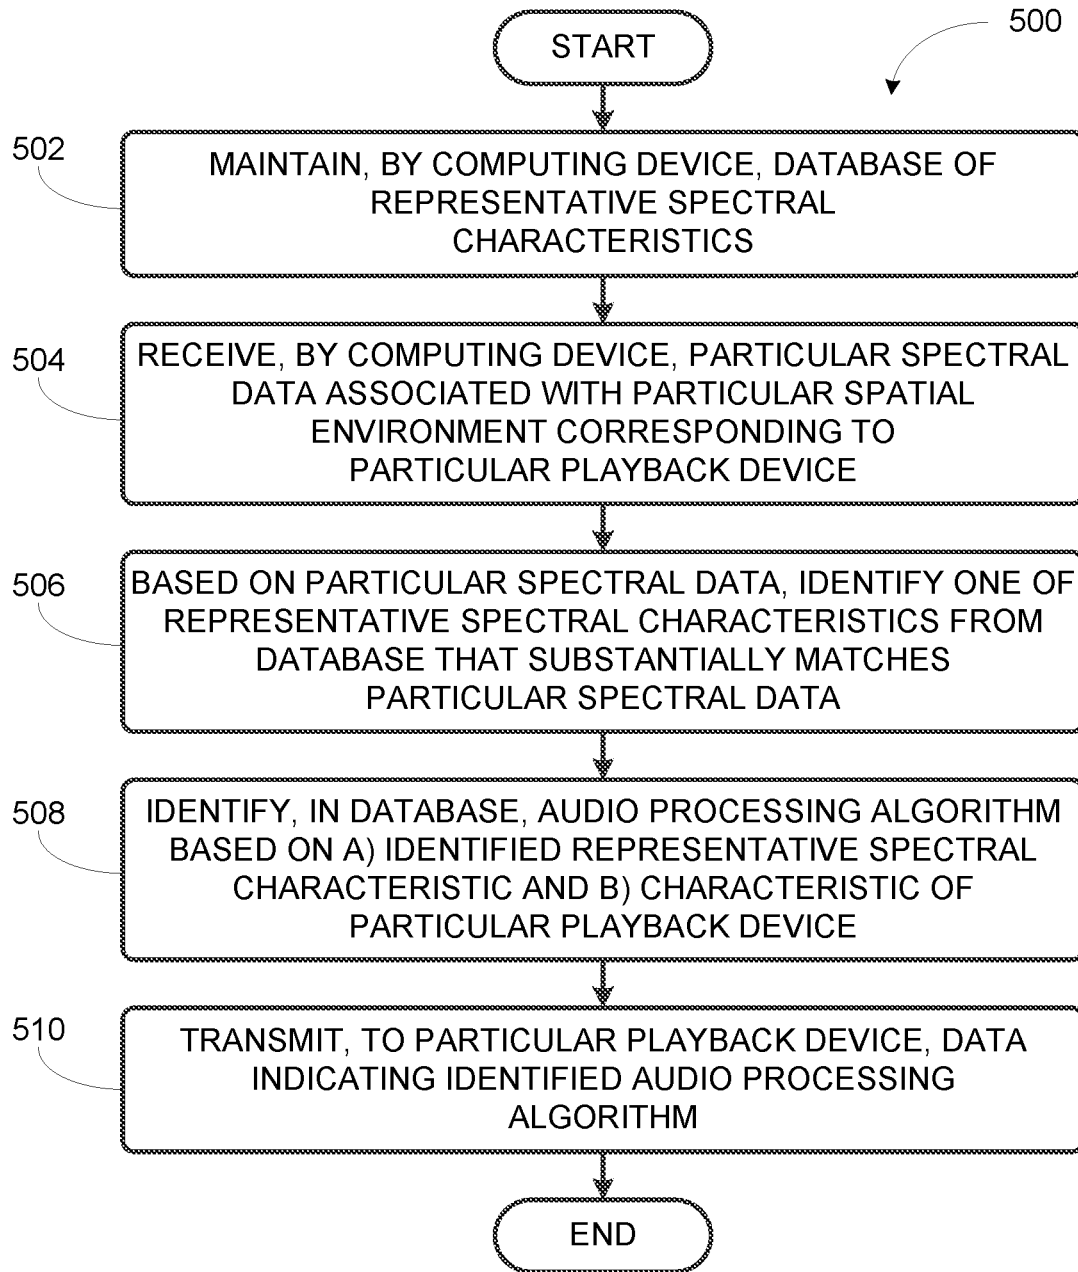 500
START
502
MAINTAIN, BY COMPUTING DEVICE, DATABASE OF
REPRESENTATIVE SPECTRAL
CHARACTERISTICS
504
RECEIVE, BY COMPUTING DEVICE, PARTICULAR SPECTRAL
DATA ASSOCIATED WITH PARTICULAR SPATIAL
ENVIRONMENT CORRESPONDING TO
PARTICULAR PLAYBACK DEVICE
506
BASED ON PARTICULAR SPECTRAL DATA, IDENTIFY ONE OF
REPRESENTATIVE SPECTRAL CHARACTERISTICS FROM
DATABASE THAT SUBSTANTIALLY MATCHES
PARTICULAR SPECTRAL DATA
508
IDENTIFY, IN DATABASE, AUDIO PROCESSING ALGORITHM
BASED ON A) IDENTIFIED REPRESENTATIVE SPECTRAL
CHARACTERISTIC AND B) CHARACTERISTIC OF
PARTICULAR PLAYBACK DEVICE
510
TRANSMIT, TO PARTICULAR PLAYBACK DEVICE, DATA
INDICATING IDENTIFIED AUDIO PROCESSING
ALGORITHM
END